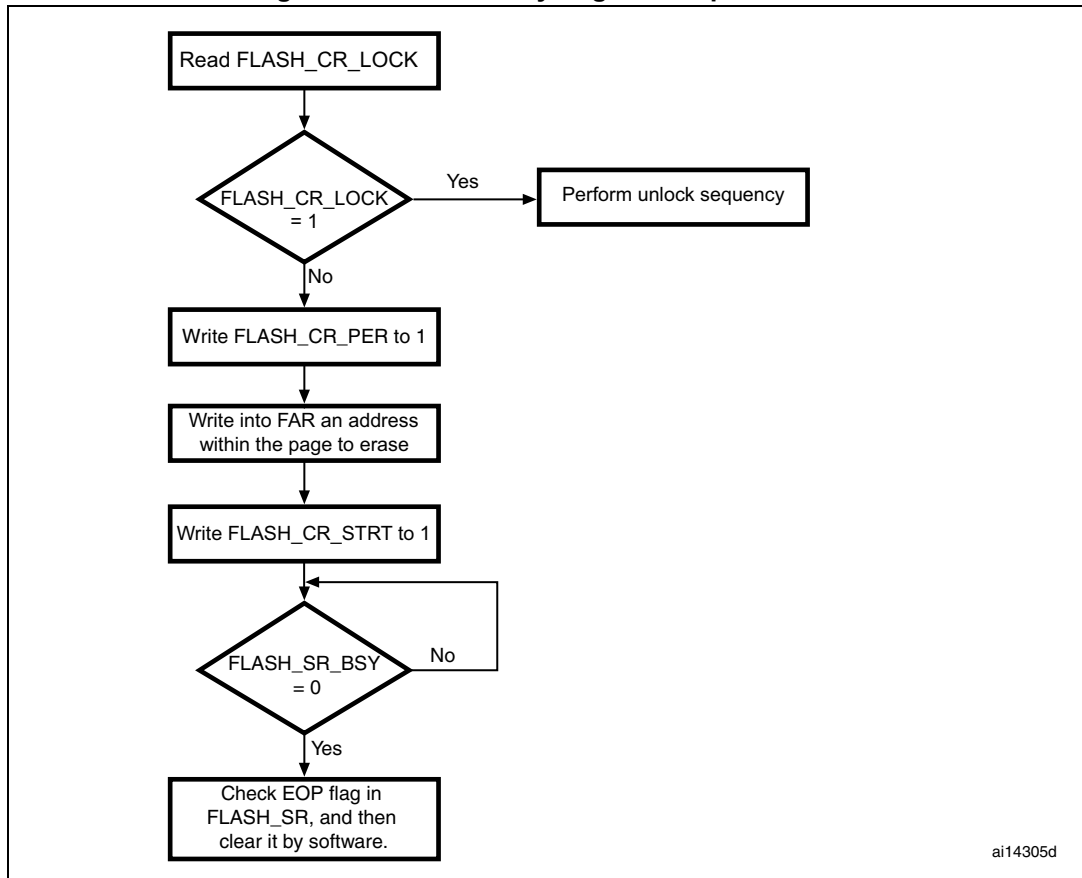 Read FLASH_CR_LOCK
FLASH_CR_LOCK
= 1
Yes
Perform unlock sequency
No
Write FLASH_CR_PER to 1
Write into FAR an address
within the page to erase
Write FLASH_CR_STRT to 1
FLASH_SR_BSY
= 0
No
Yes
Check EOP flag in
FLASH_SR, and then
clear it by software.
ai14305d